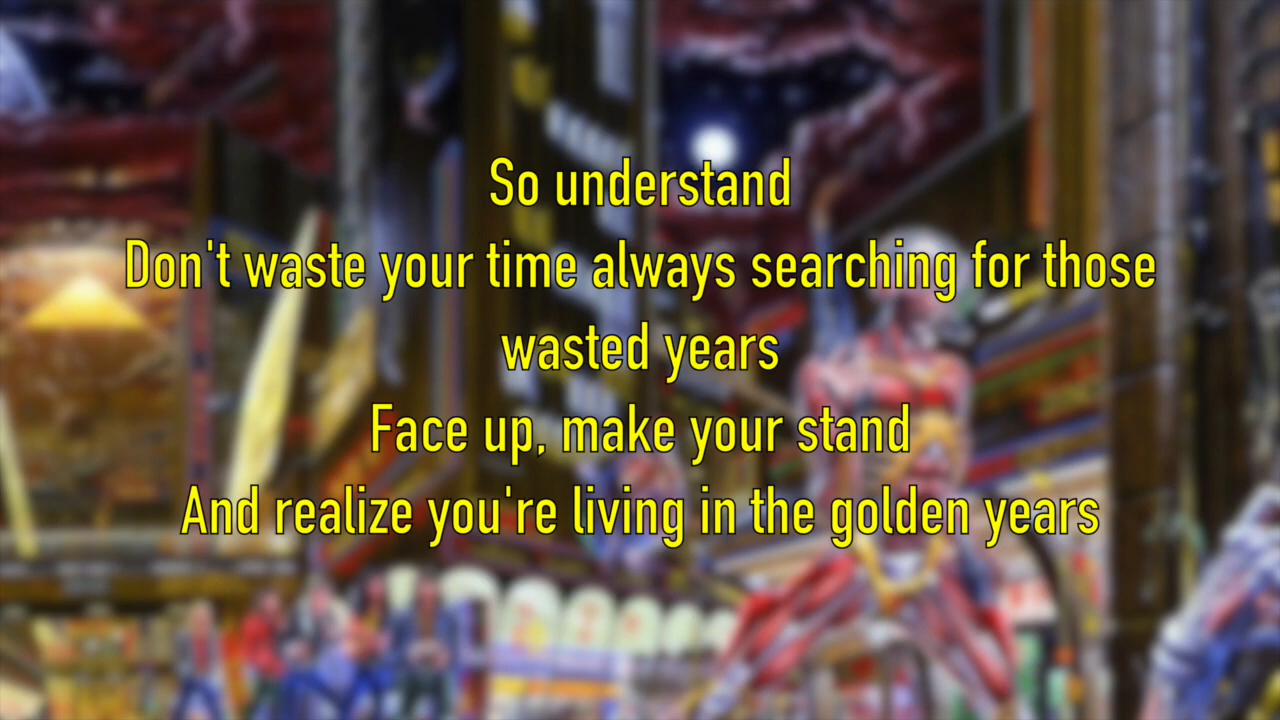 So understand
Don't waste your time always searching for those
wasted years
Face up, make your stand
And realize you're living in the golden years